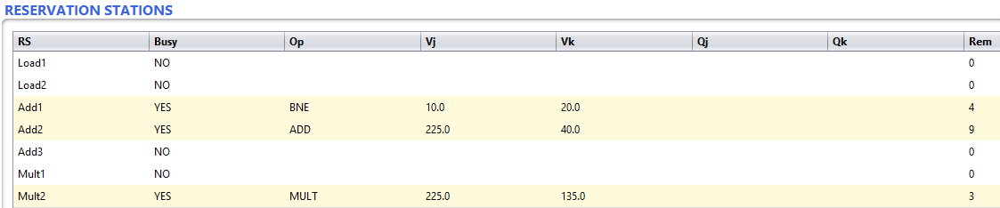 RESERVATION STATIONS
RS Busy Op Vj Vk Qj Qk Rem
Load1 NO 0
Load2 NO 0
Add1 YES BNE 10.0 20.0 4
Add2 YES ADD 225.0 40.0 9
Add3 NO 0
Mult1 NO 0
Mult2 YES MULT 225.0 135.0 3